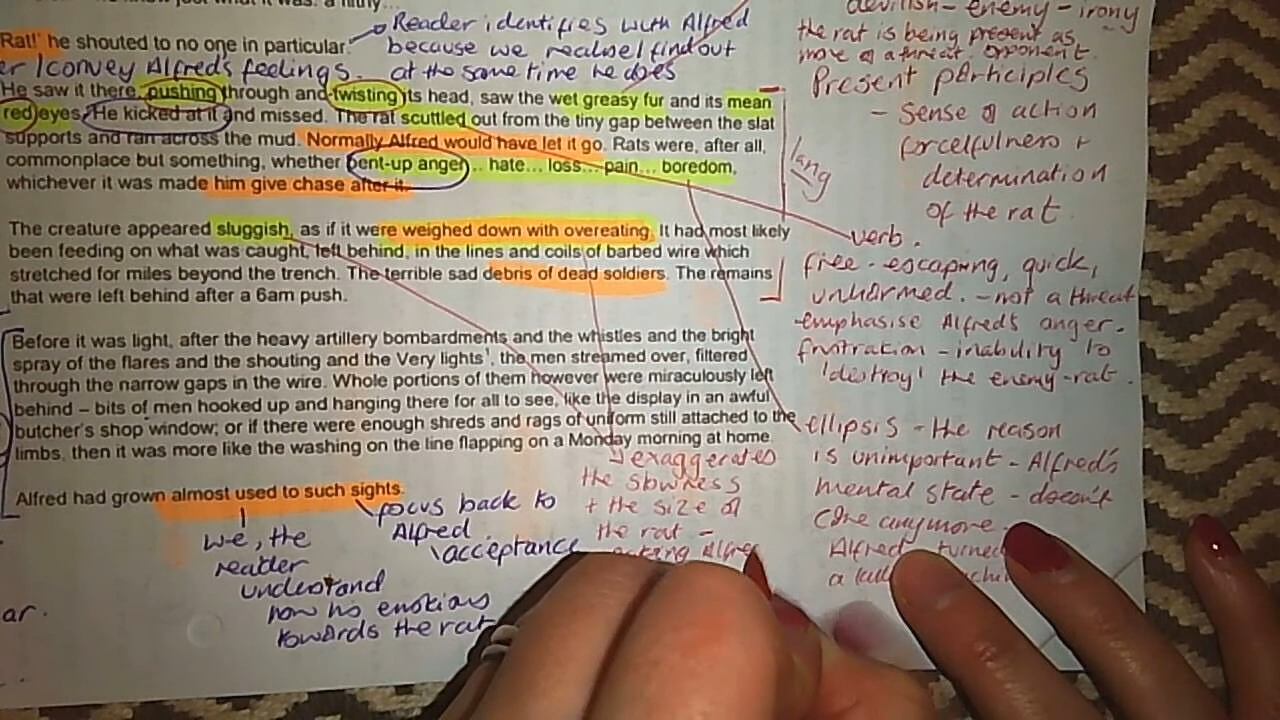 Reader identifies with Alfred
because we realise/find out
at the same time he does
Rat!' he shouted to no one in particular.
er /convey Alfred's feelings.
He saw it there, pushing through and twisting its head, saw the wet greasy fur and its mean
red eyes. He kicked at it and missed. The rat scuttled out from the tiny gap between the slat
supports and ran across the mud. Normally Alfred would have let it go. Rats were, after all,
commonplace but something, whether pent-up anger... hate... loss... pain... boredom,
whichever it was made him give chase after it.
The creature appeared sluggish, as if it were weighed down with overeating. It had most likely
been feeding on what was caught, left behind, in the lines and coils of barbed wire which
stretched for miles beyond the trench. The terrible sad debris of dead soldiers. The remains
that were left behind after a 6am push.
Before it was light, after the heavy artillery bombardments and the whistles and the bright
spray of the flares and the shouting and the Very lights¹, the men streamed over, filtered
through the narrow gaps in the wire. Whole portions of them however were miraculously left
behind – bits of men hooked up and hanging there for all to see, like the display in an awful
butcher's shop window; or if there were enough shreds and rags of uniform still attached to the
limbs, then it was more like the washing on the line flapping on a Monday morning at home.
Alfred had grown almost used to such sights.
we, the
reader
understand
how his emotions
towards the rat
focus back to
Alfred
acceptance
exaggerates
the slowness
+ the size of
the rat -
ar.
devilish - enemy - irony
the rat is being present as
more of a threat, opponent.
Present participles
- sense of action
forcefulness +
determination
of the rat.
lang
verb.
free - escaping, quick,
unharmed. - not a threat
emphasise Alfred's anger.
frustration - inability to
'destroy' the enemy-rat.
ellipsis - the reason
is unimportant - Alfred's
mental state - doesn't
care anymore.
Alfred turned
a